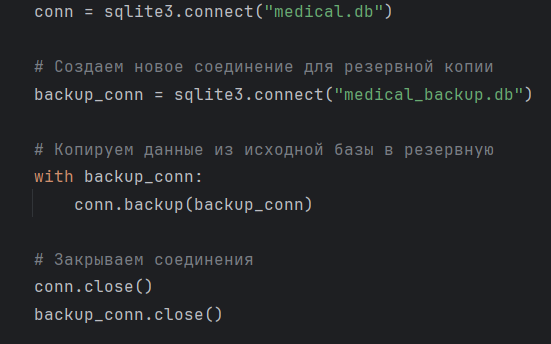 conn = sqlite3.connect("medical.db")
# Создаем новое соединение для резервной копии
backup_conn = sqlite3.connect("medical_backup.db")
# Копируем данные из исходной базы в резервную
with backup_conn:
    conn.backup(backup_conn)
# Закрываем соединения
conn.close()
backup_conn.close()